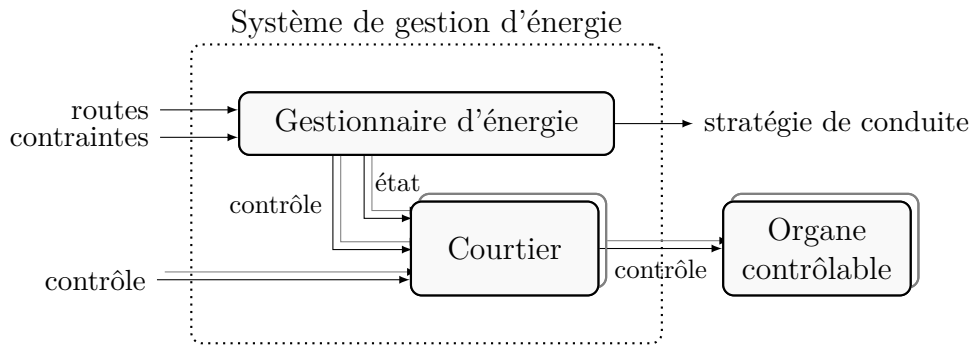 Système de gestion d'énergie
routes
contraintes
Gestionnaire d'énergie
stratégie de conduite
état
contrôle
Courtier
Organe
contrôlable
contrôle
contrôle